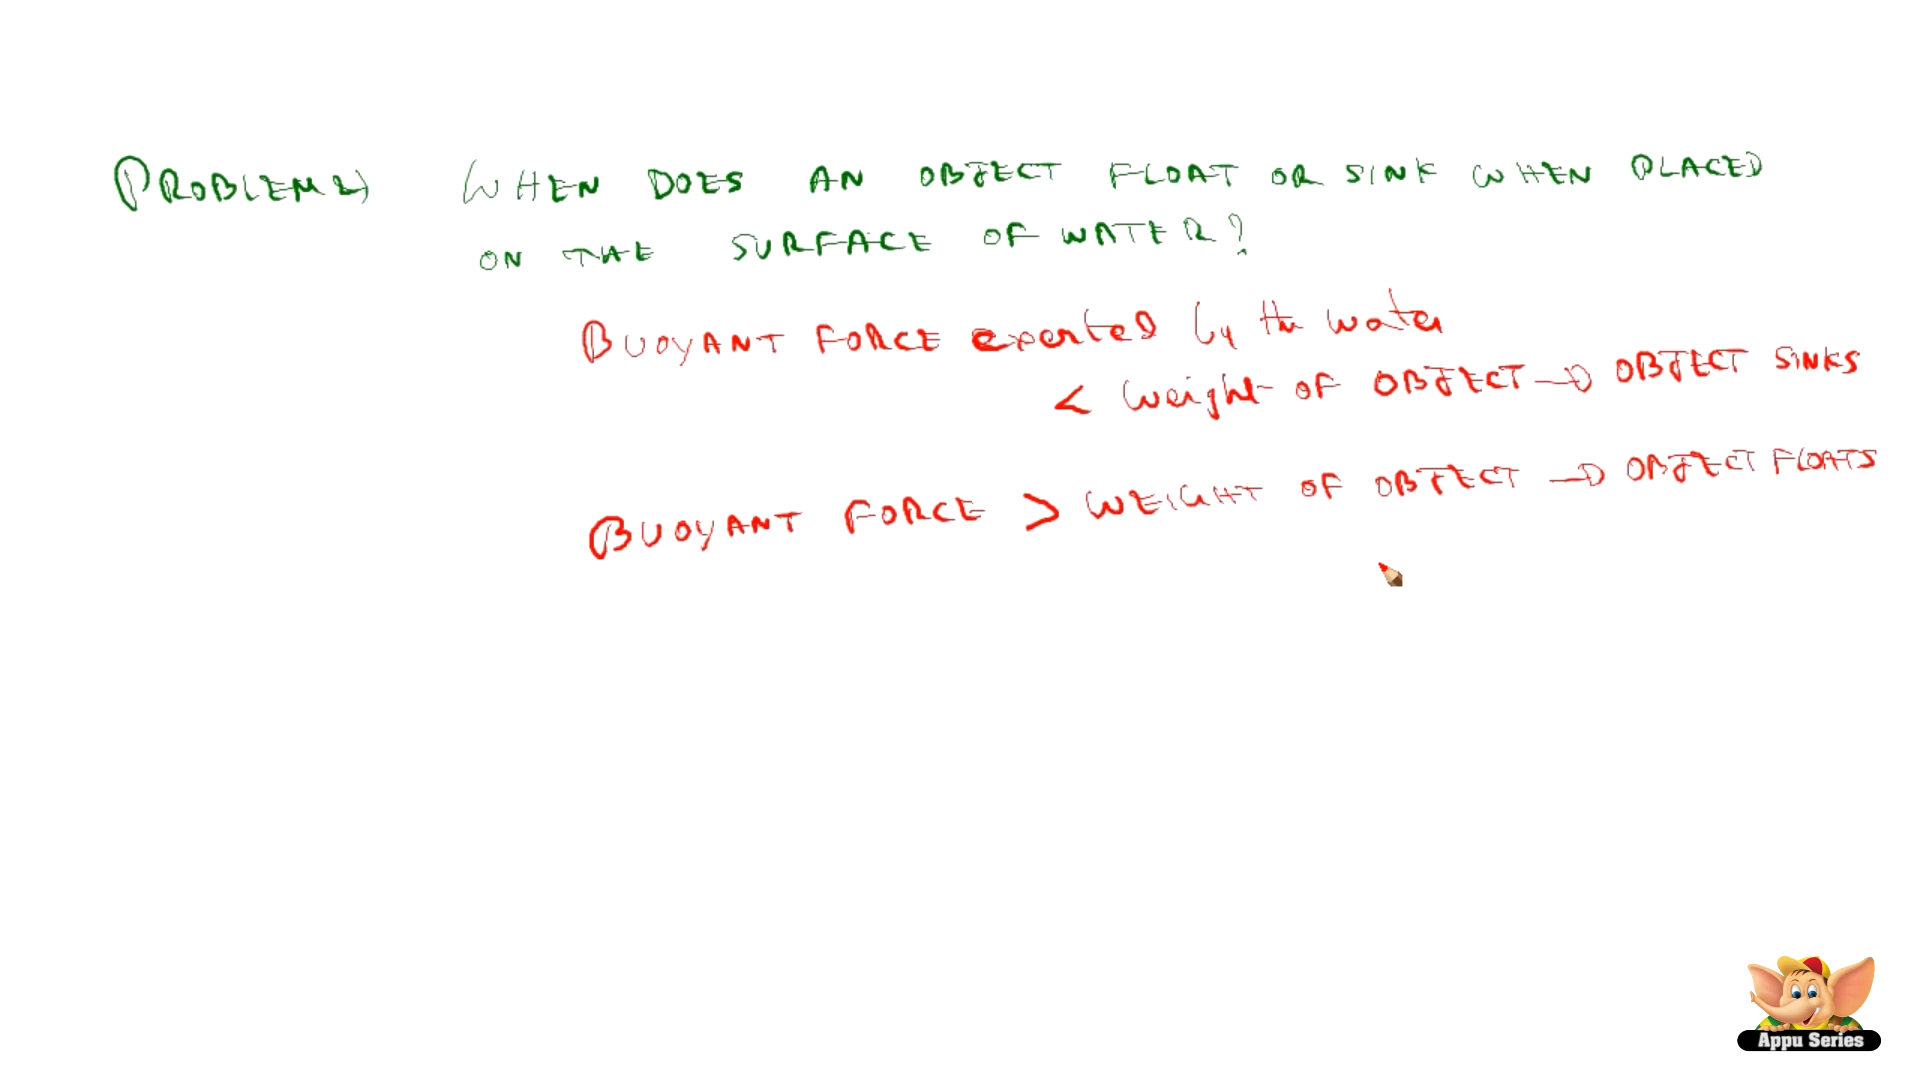 PROBLEM 2) WHEN DOES AN OBJECT FLOAT OR SINK WHEN PLACED
ON THE SURFACE OF WATER?
BUOYANT FORCE exerted by the water
< weight OF OBJECT → OBJECT SINKS
BUOYANT FORCE > WEIGHT OF OBJECT → OBJECT FLOATS
Appu Series